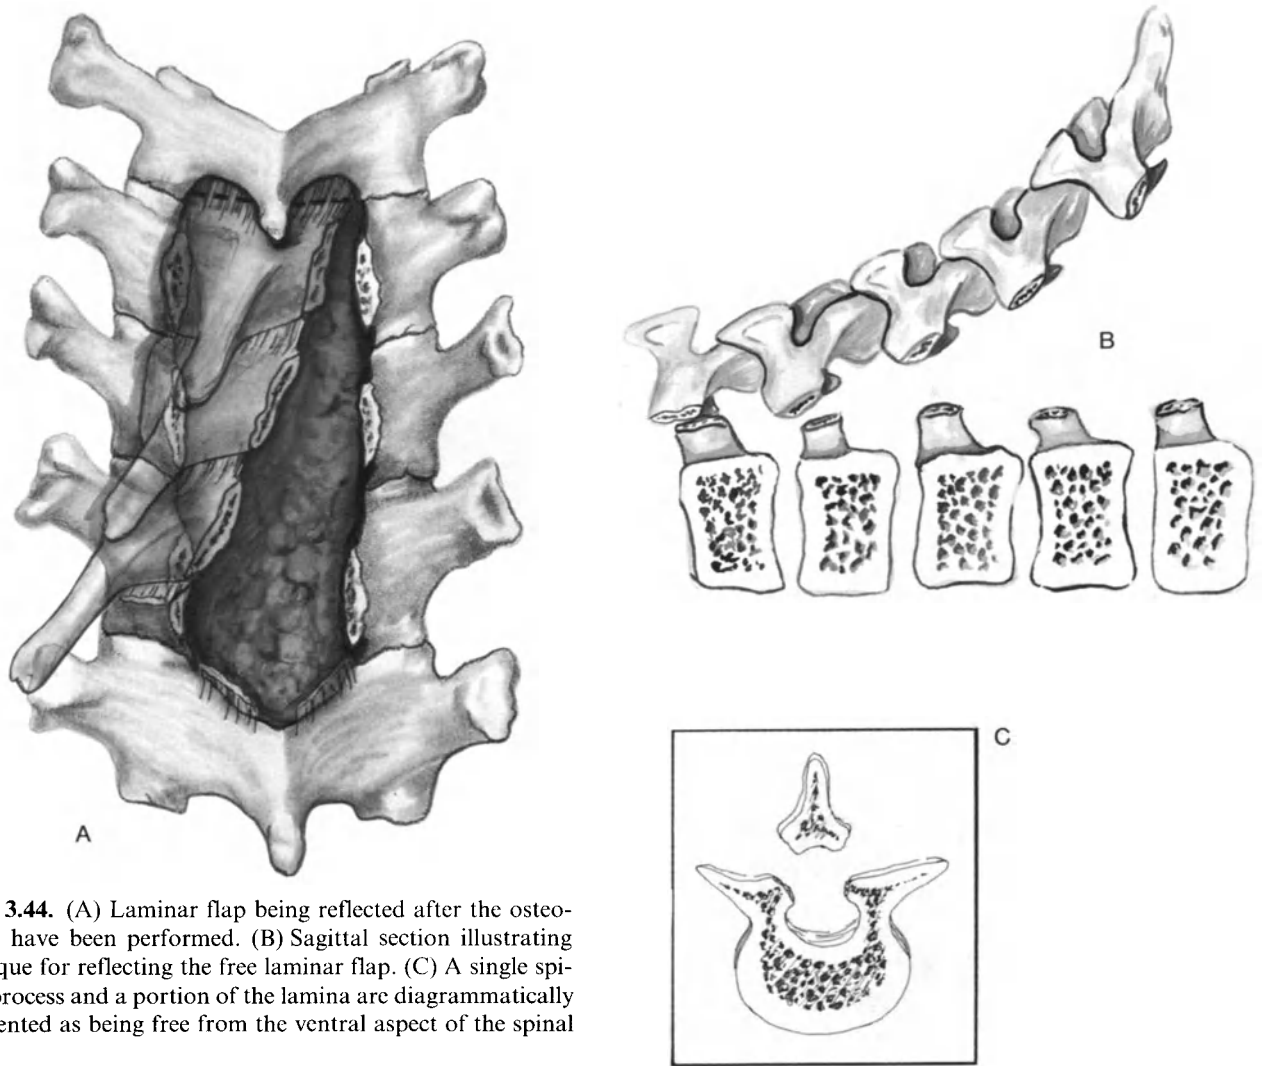 A
B
C
3.44. (A) Laminar flap being reflected after the osteo-
have been performed. (B) Sagittal section illustrating
que for reflecting the free laminar flap. (C) A single spi-
rocess and a portion of the lamina are diagrammatically
ented as being free from the ventral aspect of the spinal